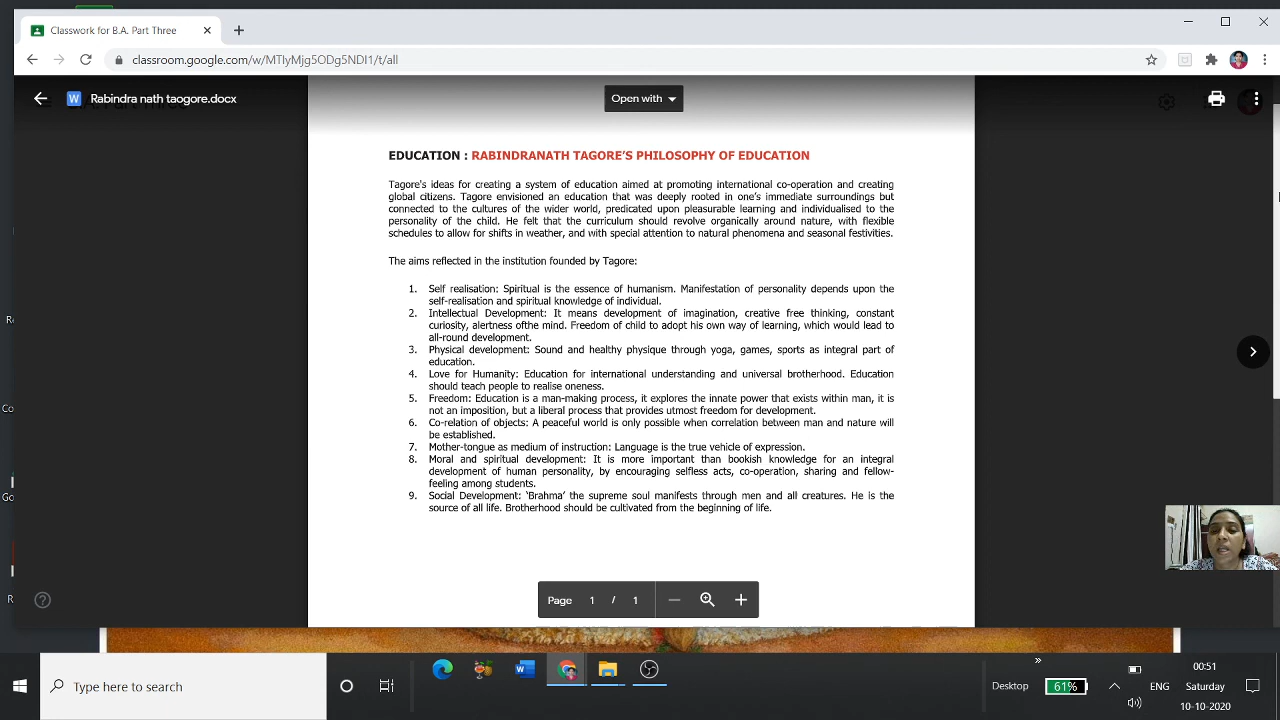 Classwork for B.A. Part Three
classroom.google.com/w/MTIyMjg5ODg5NDI1/t/all
Rabindra nath taogore.docx
Open with
EDUCATION : RABINDRANATH TAGORE'S PHILOSOPHY OF EDUCATION
Tagore's ideas for creating a system of education aimed at promoting international co-operation and creating
global citizens. Tagore envisioned an education that was deeply rooted in one's immediate surroundings but
connected to the cultures of the wider world, predicated upon pleasurable learning and individualised to the
personality of the child. He felt that the curriculum should revolve organically around nature, with flexible
schedules to allow for shifts in weather, and with special attention to natural phenomena and seasonal festivities.
The aims reflected in the institution founded by Tagore:
1. Self realisation: Spiritual is the essence of humanism. Manifestation of personality depends upon the
self-realisation and spiritual knowledge of individual.
2. Intellectual Development: It means development of imagination, creative free thinking, constant
curiosity, alertness ofthe mind. Freedom of child to adopt his own way of learning, which would lead to
all-round development.
3. Physical development: Sound and healthy physique through yoga, games, sports as integral part of
education.
4. Love for Humanity: Education for international understanding and universal brotherhood. Education
should teach people to realise oneness.
5. Freedom: Education is a man-making process, it explores the innate power that exists within man, it is
not an imposition, but a liberal process that provides utmost freedom for development.
6. Co-relation of objects: A peaceful world is only possible when correlation between man and nature will
be established.
7. Mother-tongue as medium of instruction: Language is the true vehicle of expression.
8. Moral and spiritual development: It is more important than bookish knowledge for an integral
development of human personality, by encouraging selfless acts, co-operation, sharing and fellow-
feeling among students.
9. Social Development: 'Brahma' the supreme soul manifests through men and all creatures. He is the
source of all life. Brotherhood should be cultivated from the beginning of life.
Page 1 / 1
Type here to search
Desktop
61%
ENG
00:51
Saturday
10-10-2020